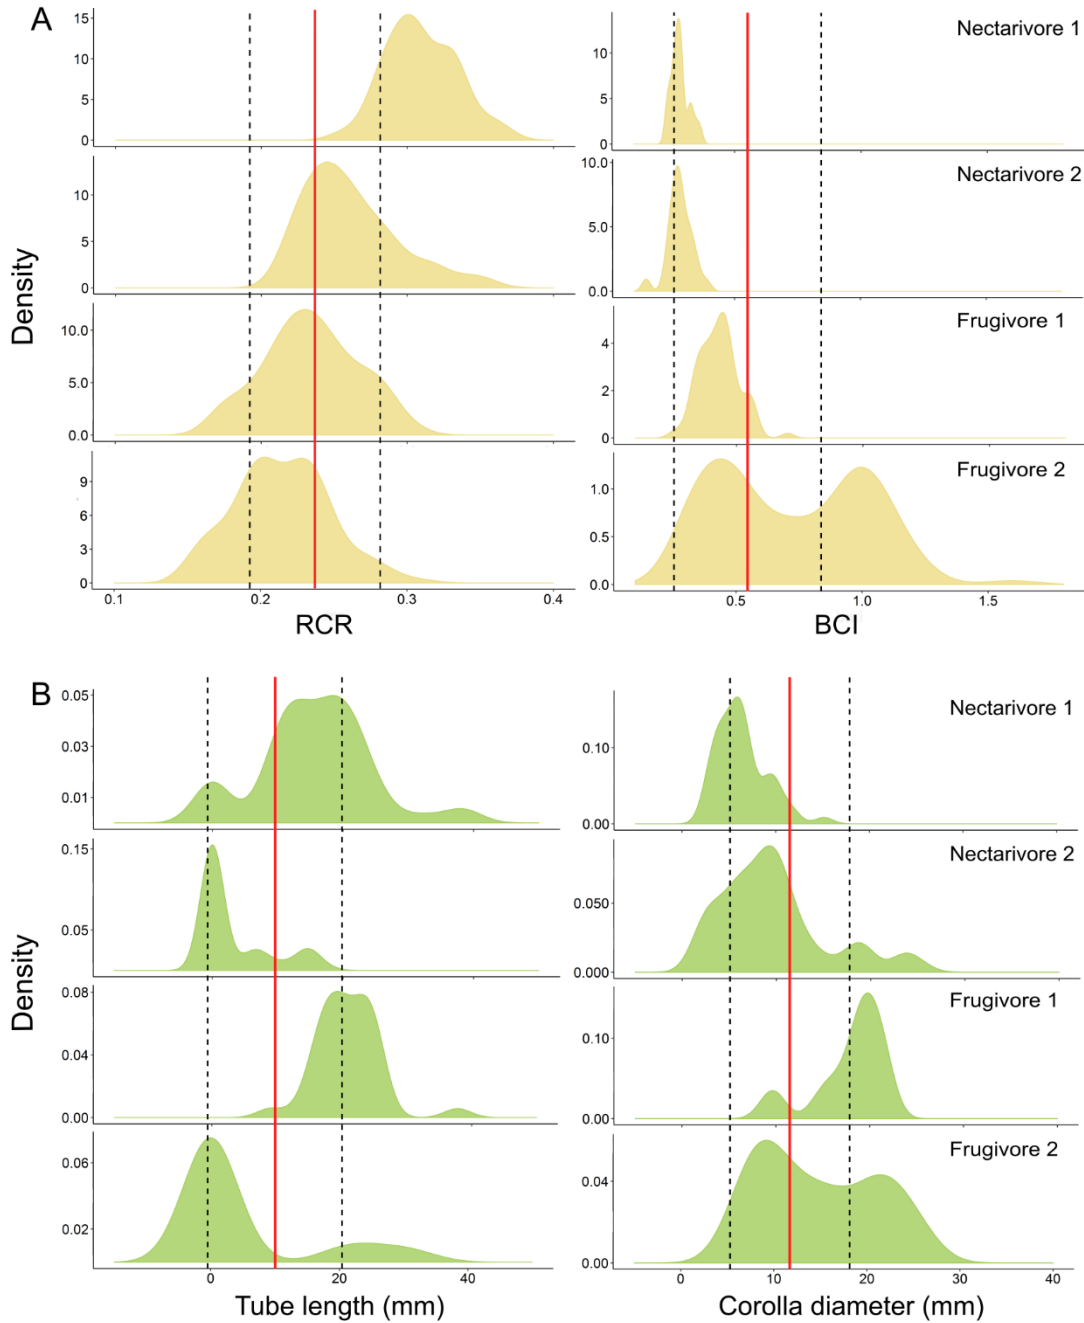 A
Density
15
10
5
0
10
5
0
10.0
5.0
0.0
9
6
3
0
0.1 0.2 0.3 0.4
RCR
Nectarivore 1
10
5
0
Nectarivore 2
10.0
5.0
0.0
Frugivore 1
4
2
0
Frugivore 2
1.0
0.5
0.0
0.5 1.0 1.5
BCI
B
Density
0.05
0.03
0.01
0.15
0.05
0.08
0.04
0.00
0.06
0.02
0 20 40
Tube length (mm)
Nectarivore 1
0.10
0.00
Nectarivore 2
0.050
0.000
Frugivore 1
0.10
0.00
Frugivore 2
0.04
0.00
0 10 20 30 40
Corolla diameter (mm)